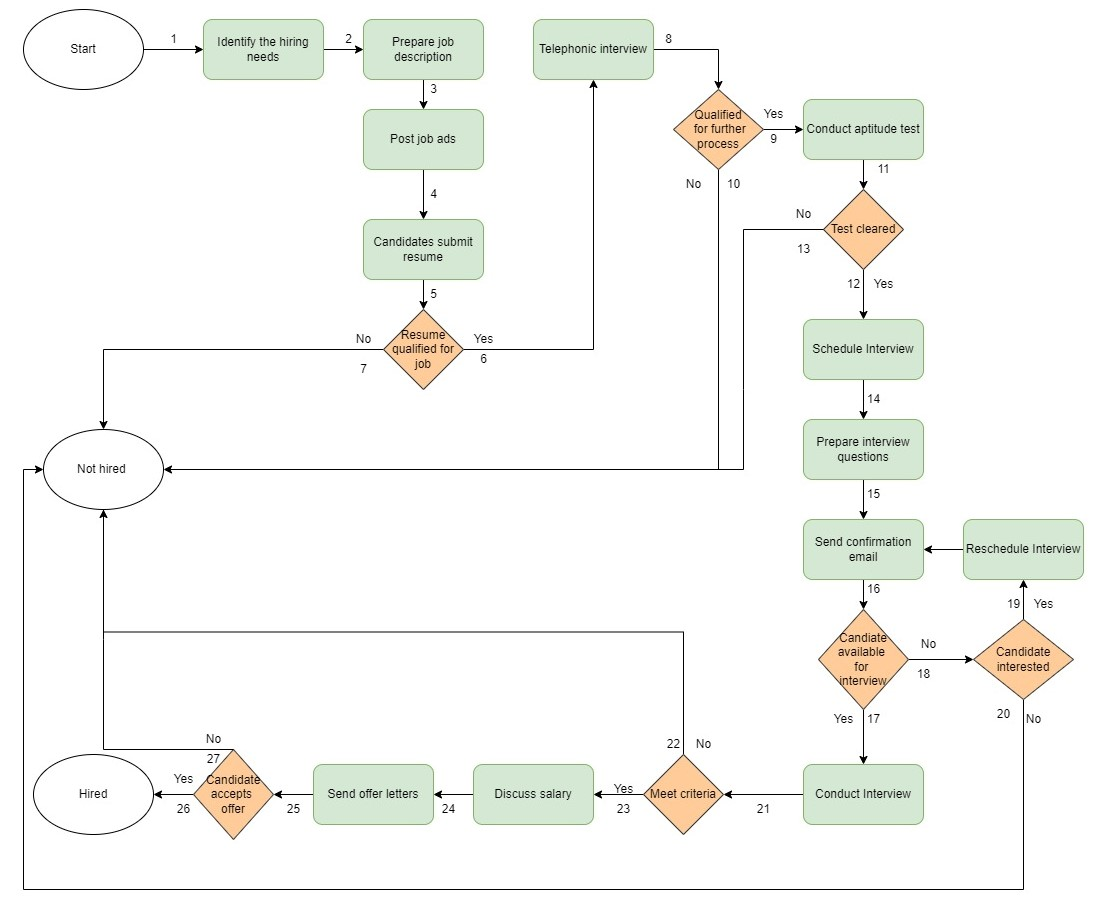 Start
1
Identify the hiring
needs
2
Prepare job
description
3
Post job ads
4
Candidates submit
resume
5
Resume
qualified for
job
No
7
Yes
6
Telephonic interview
8
Qualified
for further
process
Yes
9
No
10
Conduct aptitude test
11
Test cleared
No
13
12
Yes
Schedule Interview
14
Prepare interview
questions
15
Send confirmation
email
Reschedule Interview
16
19
Yes
Candiate
available
for
interview
No
18
Candidate
interested
20
No
Yes
17
Conduct Interview
21
Meet criteria
22
No
Yes
23
Discuss salary
24
Send offer letters
25
Candidate
accepts
offer
No
27
Yes
26
Hired
Not hired